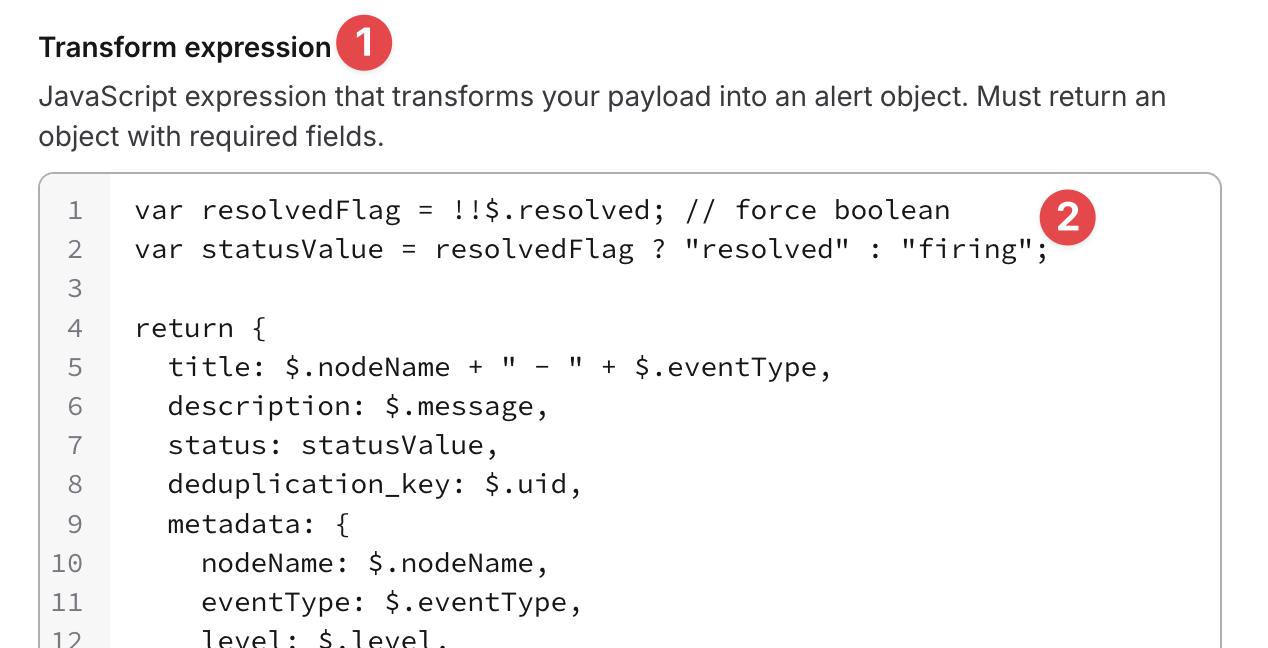 Transform expression 1
JavaScript expression that transforms your payload into an alert object. Must return an
object with required fields.
1 var resolvedFlag = !!$.resolved; // force boolean 2
2 var statusValue = resolvedFlag ? "resolved" : "firing";
3
4 return {
5   title: $.nodeName + " - " + $.eventType,
6   description: $.message,
7   status: statusValue,
8   deduplication_key: $.uid,
9   metadata: {
10     nodeName: $.nodeName,
11     eventType: $.eventType,
12     level: $.level,